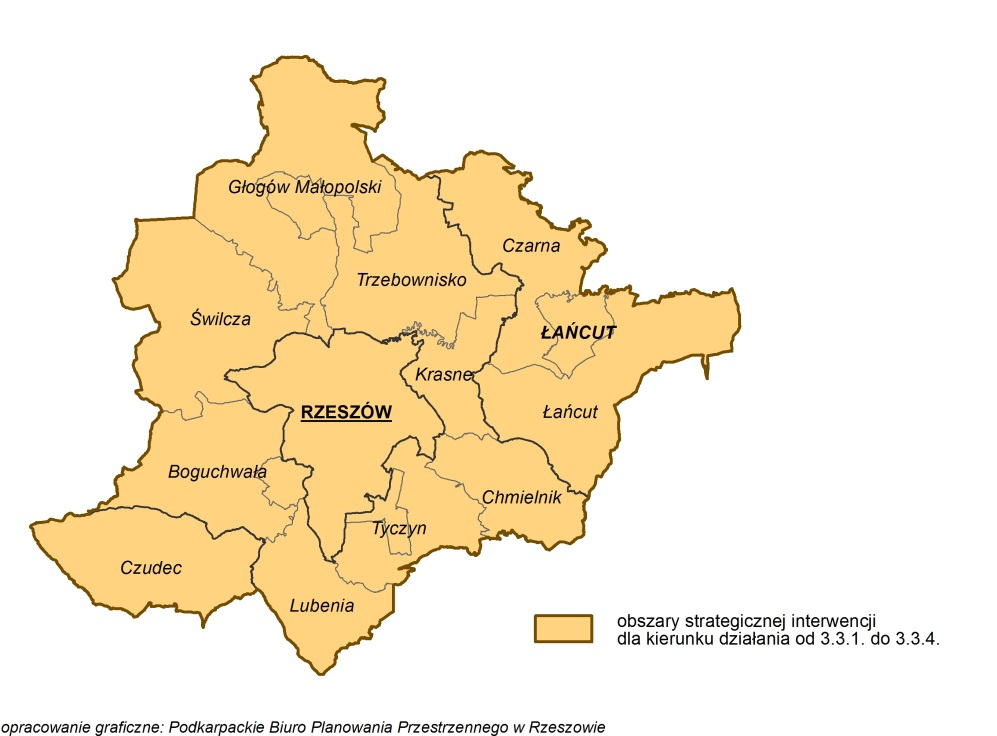 Głogów Małopolski
Czarna
Trzebownisko
Świlcza
ŁAŃCUT
Krasne
RZESZÓW
Łańcut
Boguchwała
Chmielnik
Tyczyn
Czudec
Lubenia
obszary strategicznej interwencji
dla kierunku działania od 3.3.1. do 3.3.4.
opracowanie graficzne: Podkarpackie Biuro Planowania Przestrzennego w Rzeszowie